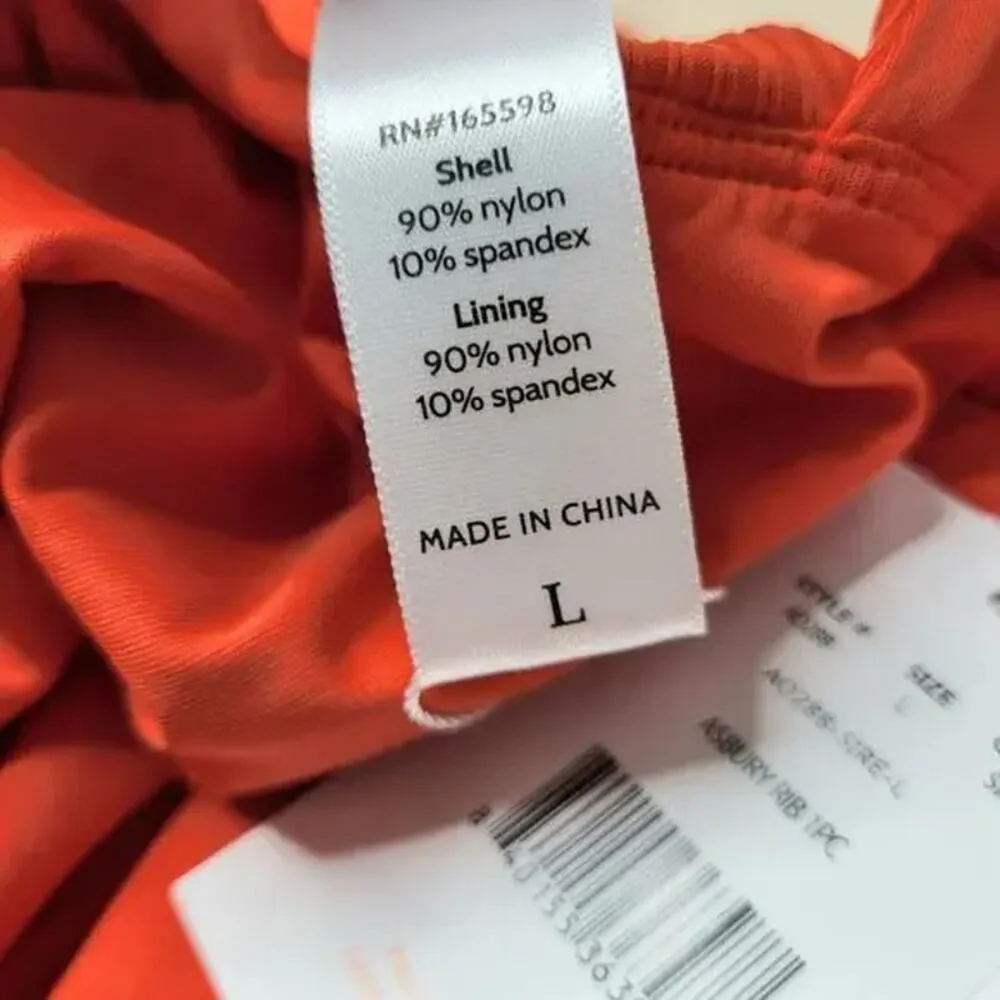 RN#165598
Shell
90% nylon
10% spandex
Lining
90% nylon
10% spandex
MADE IN CHINA
L
STYLE #
SIZE
L
ASBURY RIB 1PC